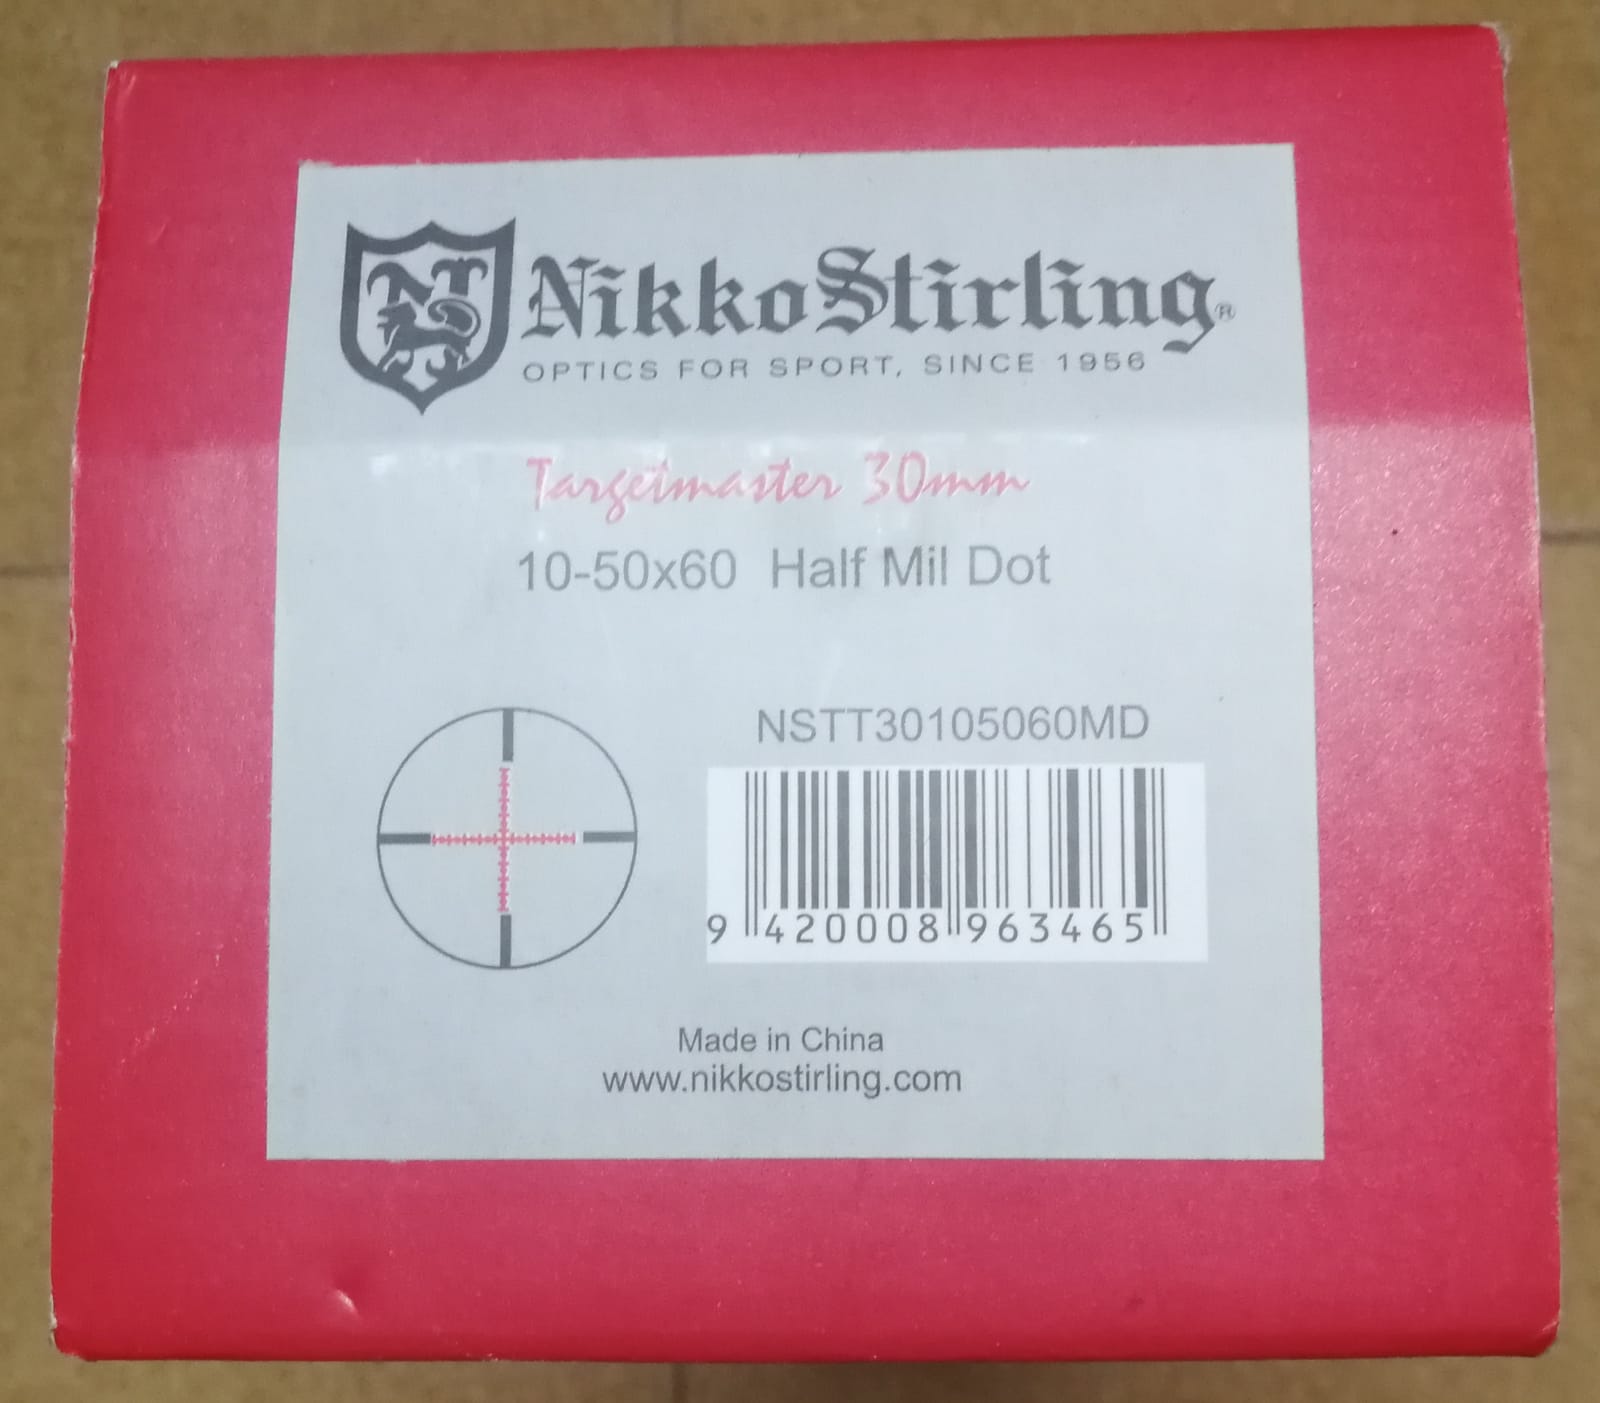 NikkoStirling®
OPTICS FOR SPORT, SINCE 1956
Targetmaster 30mm
10-50x60 Half Mil Dot
NSTT30105060MD
9 420008 963465
Made in China
www.nikkostirling.com